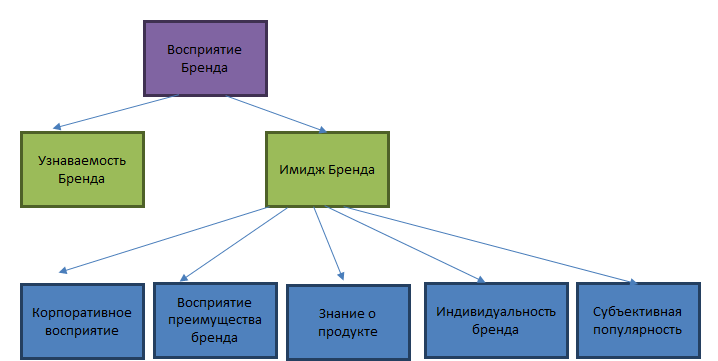 Восприятие
Бренда
Узнаваемость
Бренда
Имидж Бренда
Корпоративное
восприятие
Восприятие
преимущества
бренда
Знание о
продукте
Индивидуальность
бренда
Субъективная
популярность